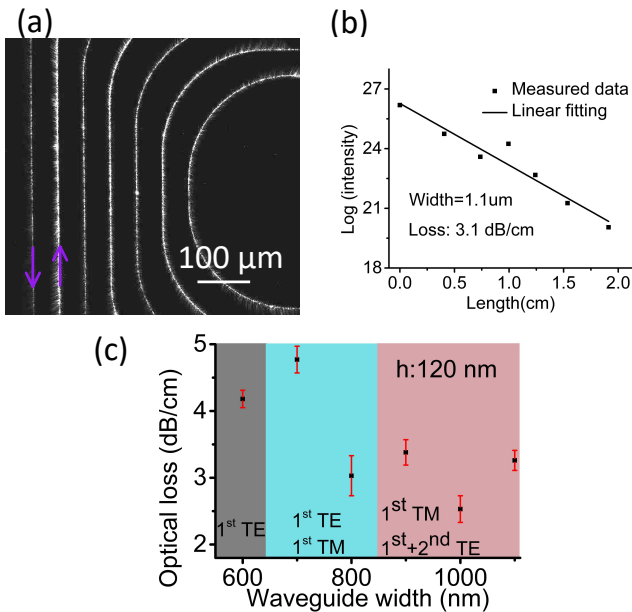 (a)
100 μm
(b)
Log (intensity)
27
24
21
18
Measured data
Linear fitting
Width=1.1um
Loss: 3.1 dB/cm
0.0 0.5 1.0 1.5 2.0
Length(cm)
(c)
Optical loss (dB/cm)
5
4
3
2
h:120 nm
1st TE
1st TE
1st TM
1st TM
1st+2nd TE
600 800 1000
Waveguide width (nm)